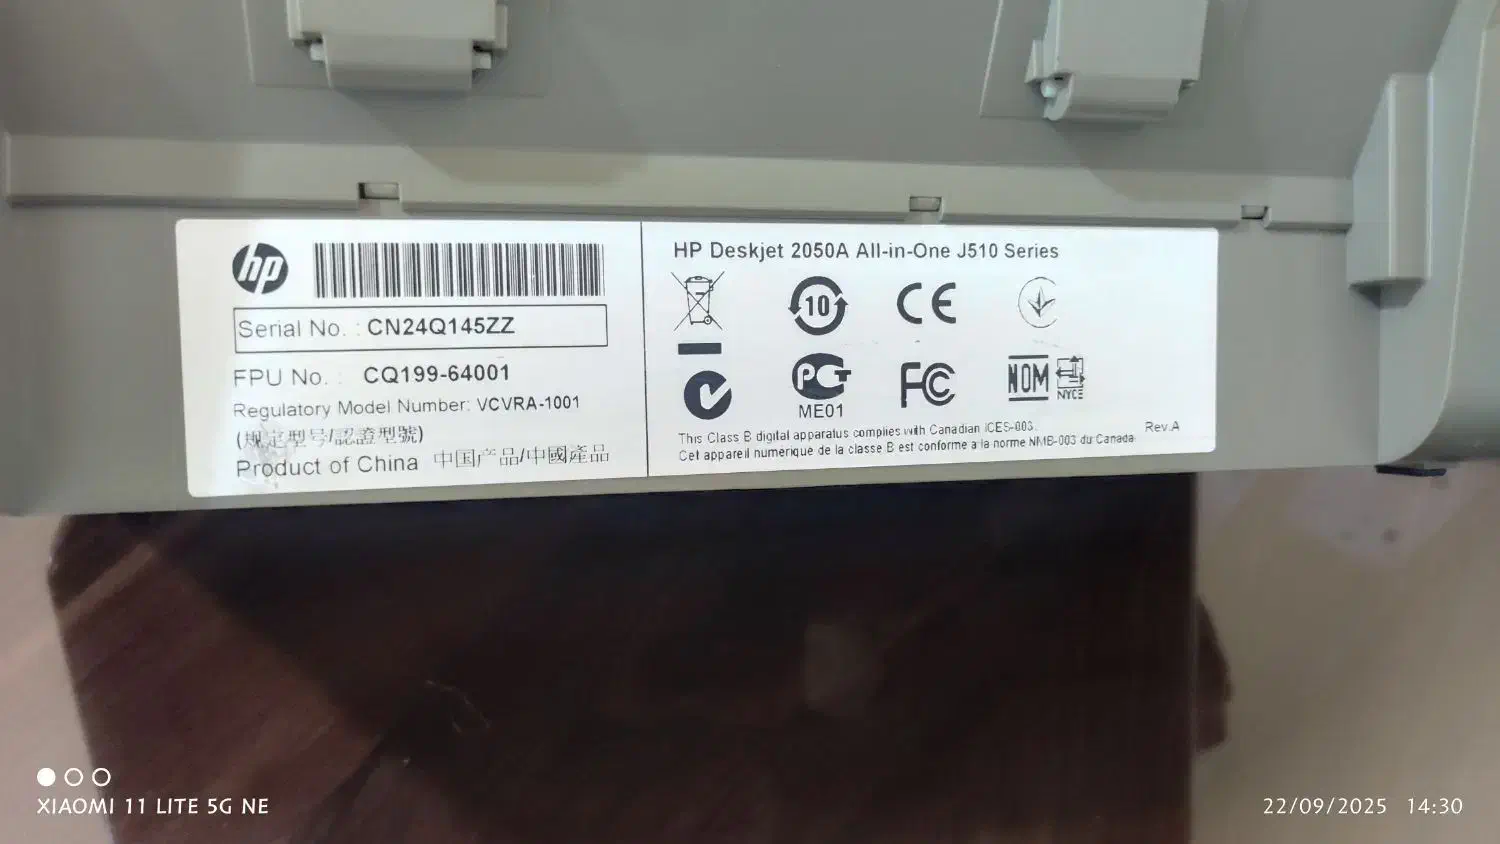 hp
Serial No. : CN24Q145ZZ
FPU No. : CQ199-64001
Regulatory Model Number: VCVRA-1001
(规定型号/認證型號)
Product of China 中国产品/中國產品
HP Deskjet 2050A All-in-One J510 Series
10
CE
PCT
ME01
FC
NOM
NYCE
This Class B digital apparatus complies with Canadian ICES-003.
Cet appareil numérique de la classe B est conforme à la norme NMB-003 du Canada
Rev.A
XIAOMI 11 LITE 5G NE
22/09/2025 14:30